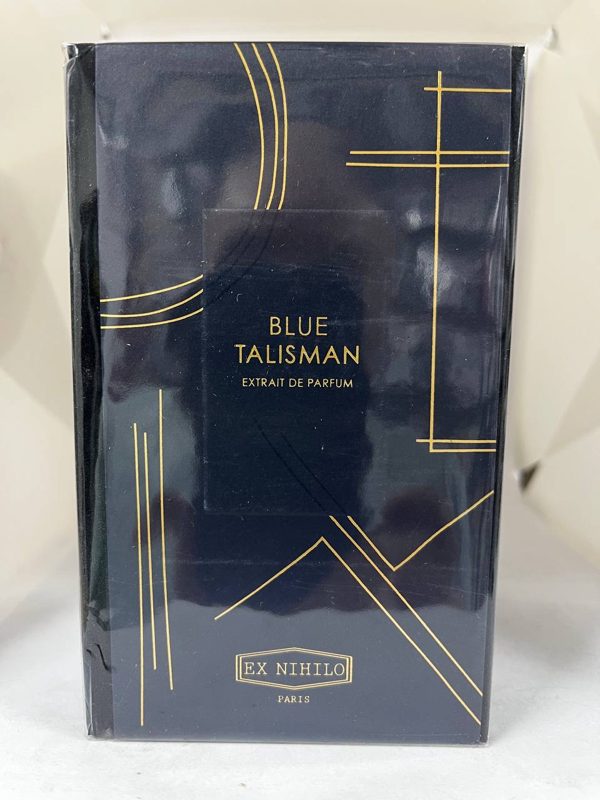 BLUE
TALISMAN
EXTRAIT DE PARFUM
EX NIHILO
PARIS